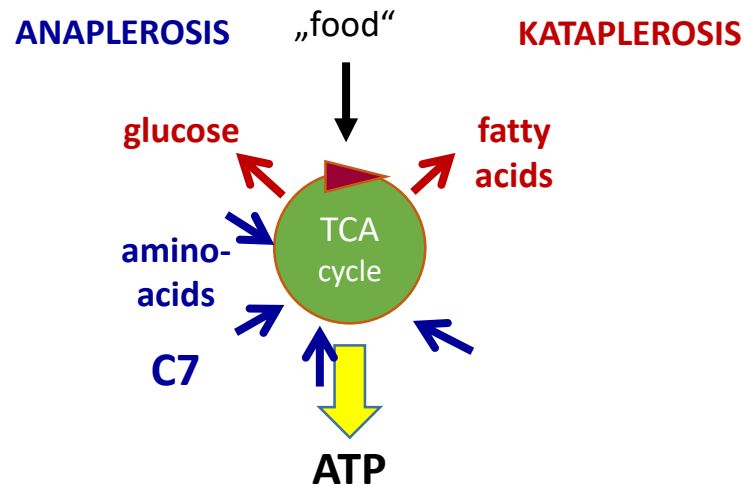 ANAPLEROSIS
„food“
KATAPLEROSIS
glucose
fatty
acids
TCA
cycle
amino-
acids
C7
ATP